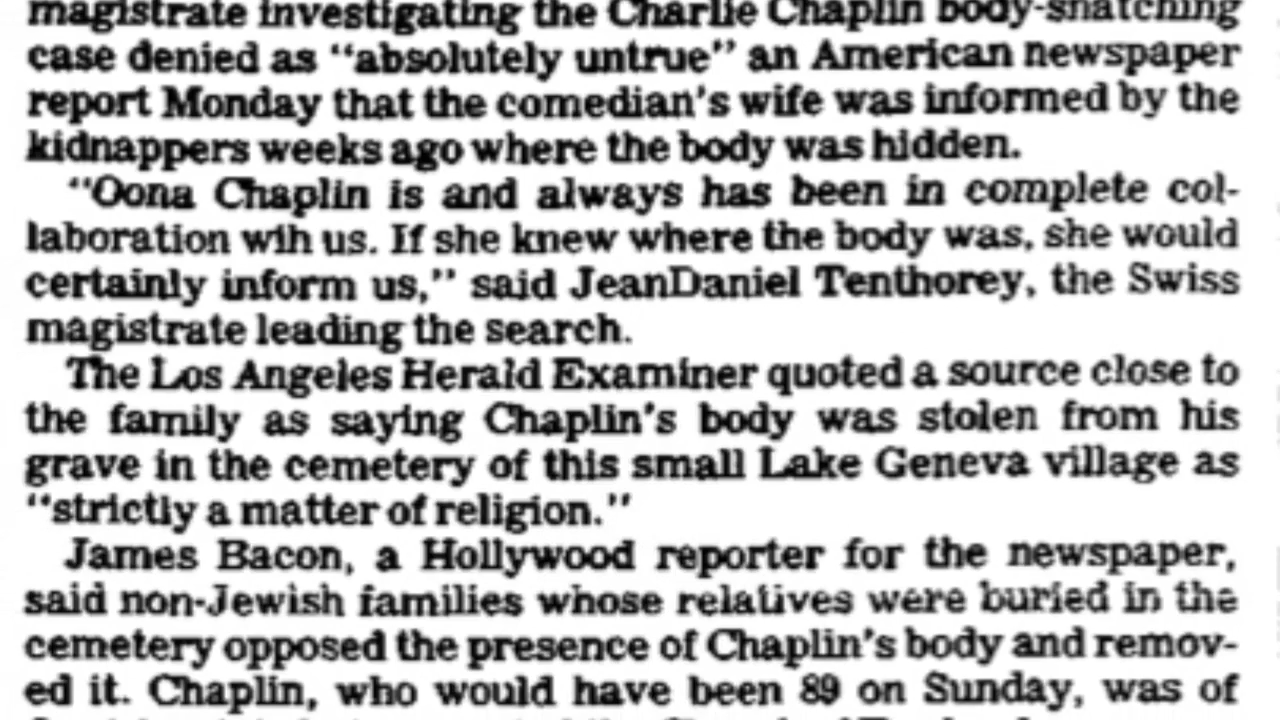 magistrate investigating the Charlie Chaplin body-snatching
case denied as "absolutely untrue" an American newspaper
report Monday that the comedian's wife was informed by the
kidnappers weeks ago where the body was hidden.
"Oona Chaplin is and always has been in complete col-
laboration wih us. If she knew where the body was, she would
certainly inform us," said JeanDaniel Tenthorey, the Swiss
magistrate leading the search.
The Los Angeles Herald Examiner quoted a source close to
the family as saying Chaplin's body was stolen from his
grave in the cemetery of this small Lake Geneva village as
"strictly a matter of religion."
James Bacon, a Hollywood reporter for the newspaper,
said non-Jewish families whose relatives were buried in the
cemetery opposed the presence of Chaplin's body and remov-
ed it. Chaplin, who would have been 89 on Sunday, was of